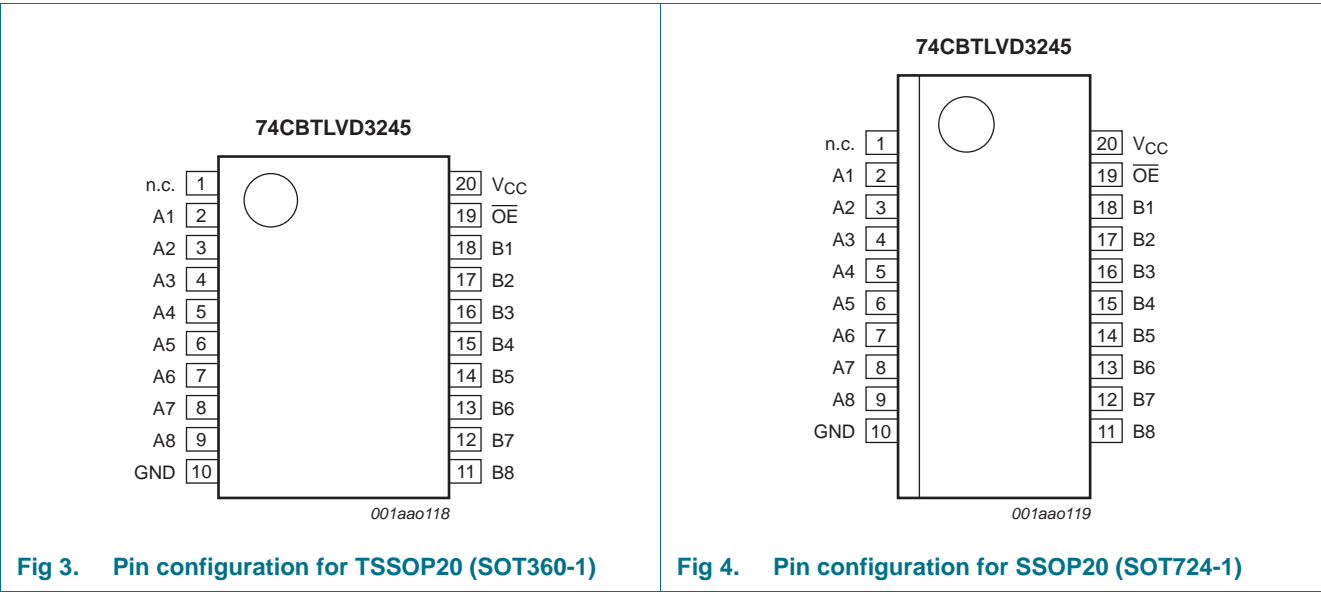 74CBTLVD3245
n.c. 1 20 VCC
A1 2 19 O̅E̅
A2 3 18 B1
A3 4 17 B2
A4 5 16 B3
A5 6 15 B4
A6 7 14 B5
A7 8 13 B6
A8 9 12 B7
GND 10 11 B8
001aao118
Fig 3. Pin configuration for TSSOP20 (SOT360-1)
74CBTLVD3245
n.c. 1 20 VCC
A1 2 19 O̅E̅
A2 3 18 B1
A3 4 17 B2
A4 5 16 B3
A5 6 15 B4
A6 7 14 B5
A7 8 13 B6
A8 9 12 B7
GND 10 11 B8
001aao119
Fig 4. Pin configuration for SSOP20 (SOT724-1)